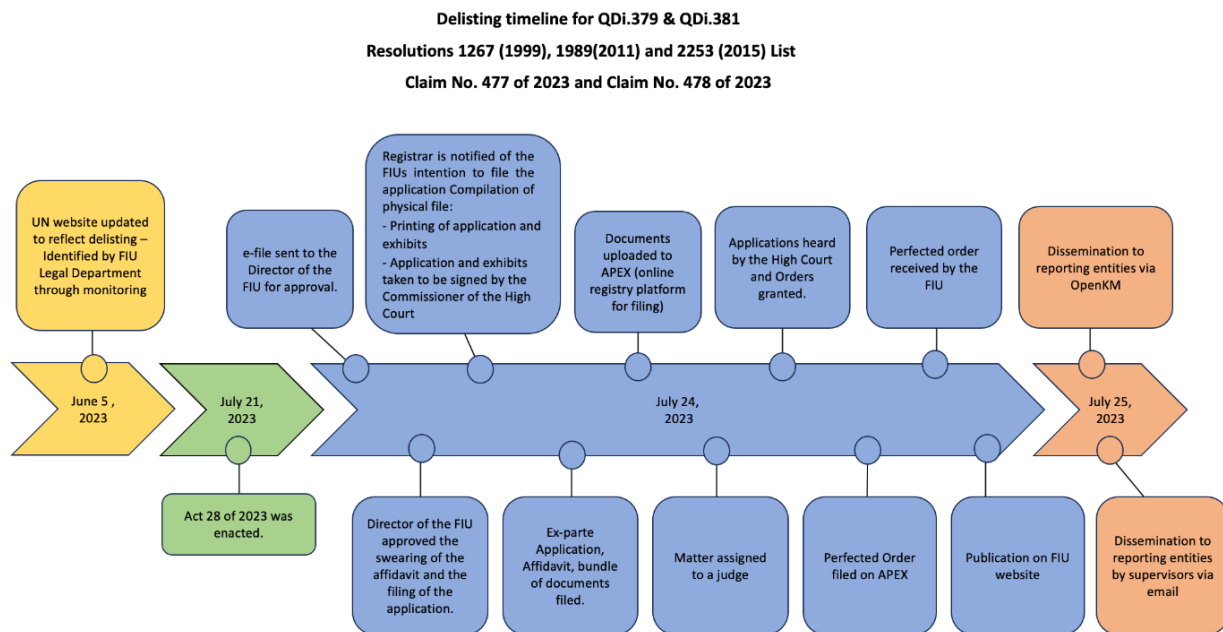 Delisting timeline for QDi.379 & QDi.381
Resolutions 1267 (1999), 1989(2011) and 2253 (2015) List
Claim No. 477 of 2023 and Claim No. 478 of 2023
UN website updated
to reflect delisting –
Identified by FIU
Legal Department
through monitoring
e-file sent to the
Director of the
FIU for approval.
Registrar is notified of the
FIUs intention to file the
application Compilation of
physical file:
- Printing of application and
exhibits
- Application and exhibits
taken to be signed by the
Commissioner of the High
Court
Documents
uploaded to
APEX (online
registry platform
for filing)
Applications heard
by the High Court
and Orders
granted.
Perfected order
received by the
FIU
Dissemination to
reporting entities via
OpenKM
June 5 ,
2023
July 21,
2023
July 24,
2023
July 25,
2023
Act 28 of 2023 was
enacted.
Director of the FIU
approved the
swearing of the
affidavit and the
filing of the
application.
Ex-parte
Application,
Affidavit, bundle
of documents
filed.
Matter assigned
to a judge
Perfected Order
filed on APEX
Publication on FIU
website
Dissemination to
reporting entities
by supervisors via
email